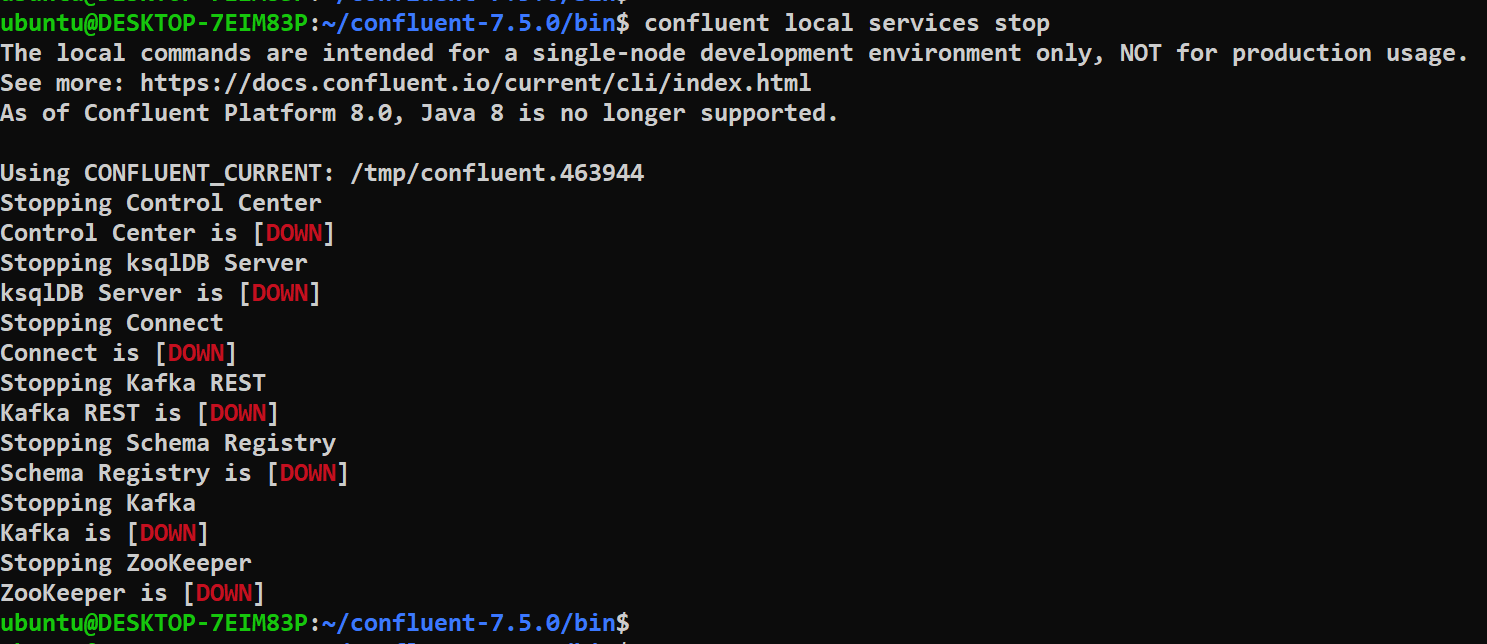 ubuntu@DESKTOP-7EIM83P:~/confluent-7.5.0/bin$ confluent local services stop
The local commands are intended for a single-node development environment only, NOT for production usage.
See more: https://docs.confluent.io/current/cli/index.html
As of Confluent Platform 8.0, Java 8 is no longer supported.
Using CONFLUENT_CURRENT: /tmp/confluent.463944
Stopping Control Center
Control Center is [DOWN]
Stopping ksqlDB Server
ksqlDB Server is [DOWN]
Stopping Connect
Connect is [DOWN]
Stopping Kafka REST
Kafka REST is [DOWN]
Stopping Schema Registry
Schema Registry is [DOWN]
Stopping Kafka
Kafka is [DOWN]
Stopping ZooKeeper
ZooKeeper is [DOWN]
ubuntu@DESKTOP-7EIM83P:~/confluent-7.5.0/bin$